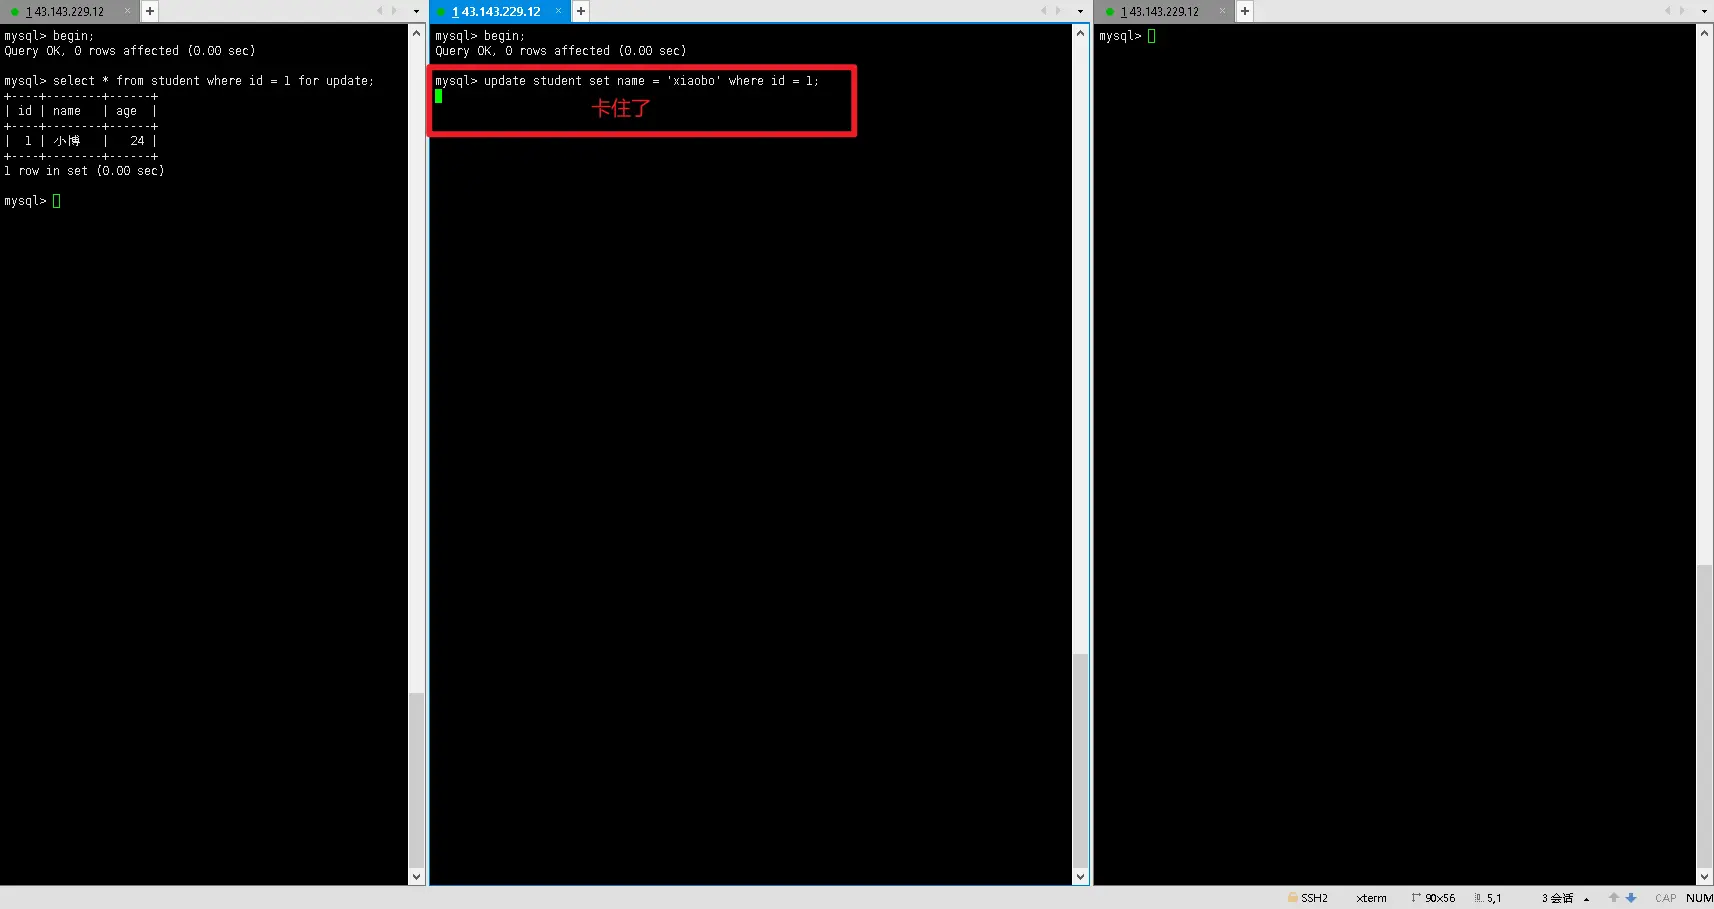 1 43.143.229.12 × +
mysql> begin;
Query OK, 0 rows affected (0.00 sec)
mysql> select * from student where id = 1 for update;
+----+--------+------+
| id | name   | age  |
+----+--------+------+
|  1 | 小博   |   24 |
+----+--------+------+
1 row in set (0.00 sec)
mysql>
1 43.143.229.12 × +
mysql> begin;
Query OK, 0 rows affected (0.00 sec)
mysql> update student set name = 'xiaobo' where id = 1;
卡住了
1 43.143.229.12 × +
mysql>
SSH2 xterm 90x56 5,1 3 会话 CAP NUM